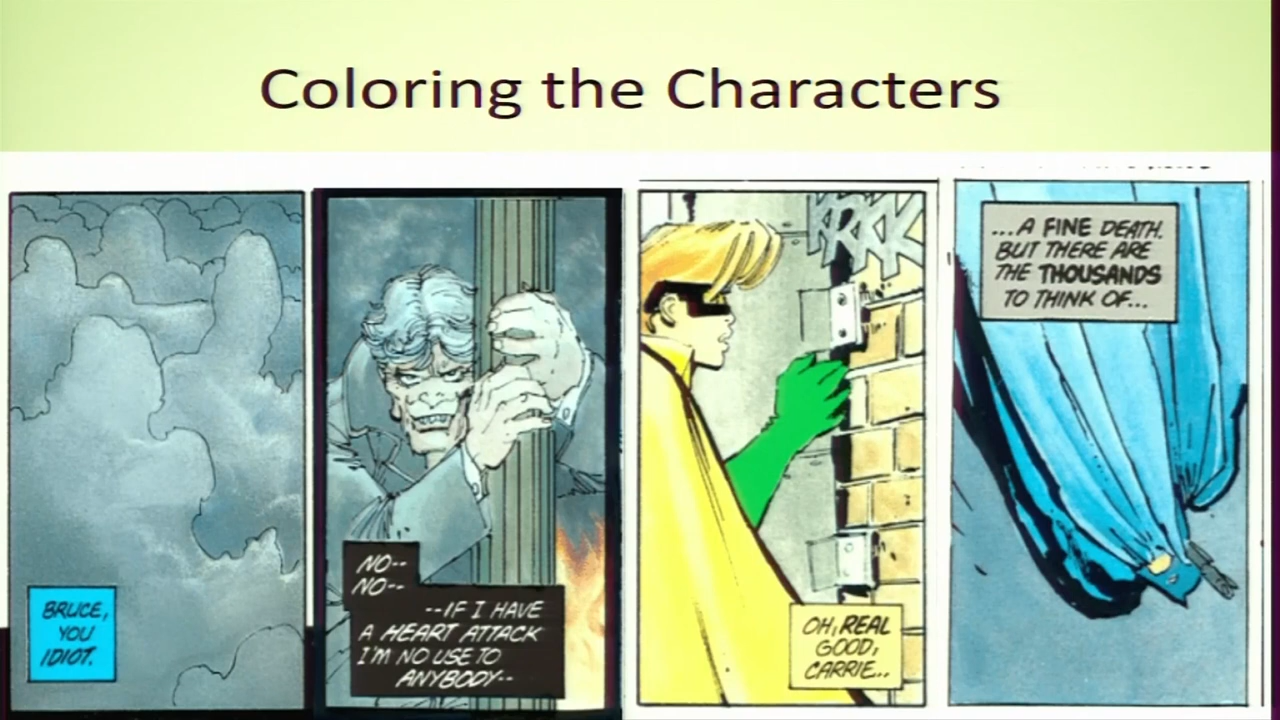 Coloring the Characters
BRUCE,
YOU
IDIOT.
NO--
NO--
--IF I HAVE
A HEART ATTACK
I'M NO USE TO
ANYBODY--
KRKK
OH, REAL
GOOD,
CARRIE..
...A FINE DEATH.
BUT THERE ARE
THE THOUSANDS
TO THINK OF...